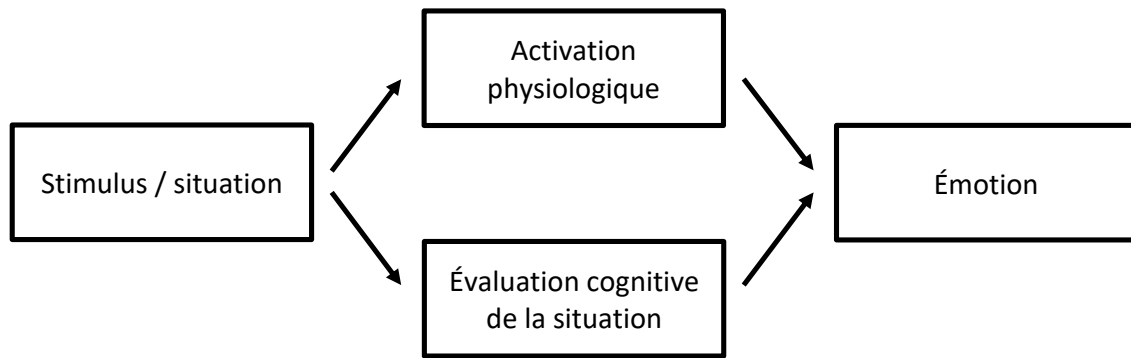 Activation
physiologique
Stimulus / situation
Émotion
Évaluation cognitive
de la situation